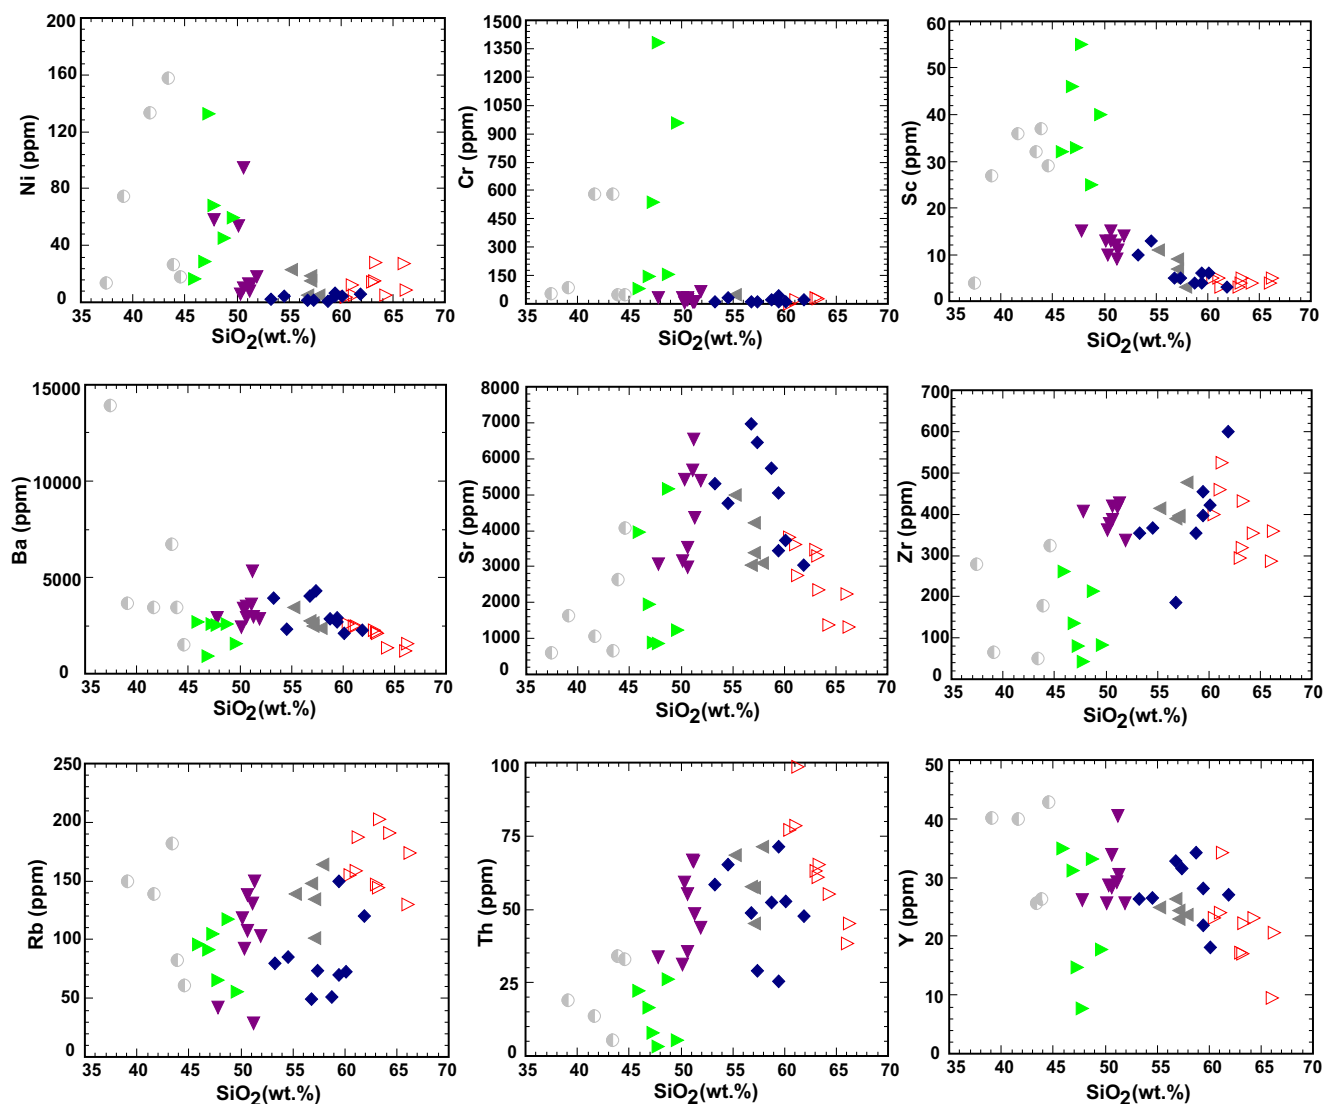 200
160
120
80
40
0
Ni (ppm)
35 40 45 50 55 60 65 70
SiO2(wt.%)
1500
1350
1200
1050
900
750
600
450
300
150
0
Cr (ppm)
35 40 45 50 55 60 65 70
SiO2(wt.%)
60
50
40
30
20
10
0
Sc (ppm)
35 40 45 50 55 60 65 70
SiO2(wt.%)
15000
10000
5000
0
Ba (ppm)
35 40 45 50 55 60 65 70
SiO2(wt.%)
8000
7000
6000
5000
4000
3000
2000
1000
0
Sr (ppm)
35 40 45 50 55 60 65 70
SiO2(wt.%)
700
600
500
400
300
200
100
0
Zr (ppm)
35 40 45 50 55 60 65 70
SiO2(wt.%)
250
200
150
100
50
0
Rb (ppm)
35 40 45 50 55 60 65 70
SiO2(wt.%)
100
75
50
25
0
Th (ppm)
35 40 45 50 55 60 65 70
SiO2(wt.%)
50
40
30
20
10
0
Y (ppm)
35 40 45 50 55 60 65 70
SiO2(wt.%)